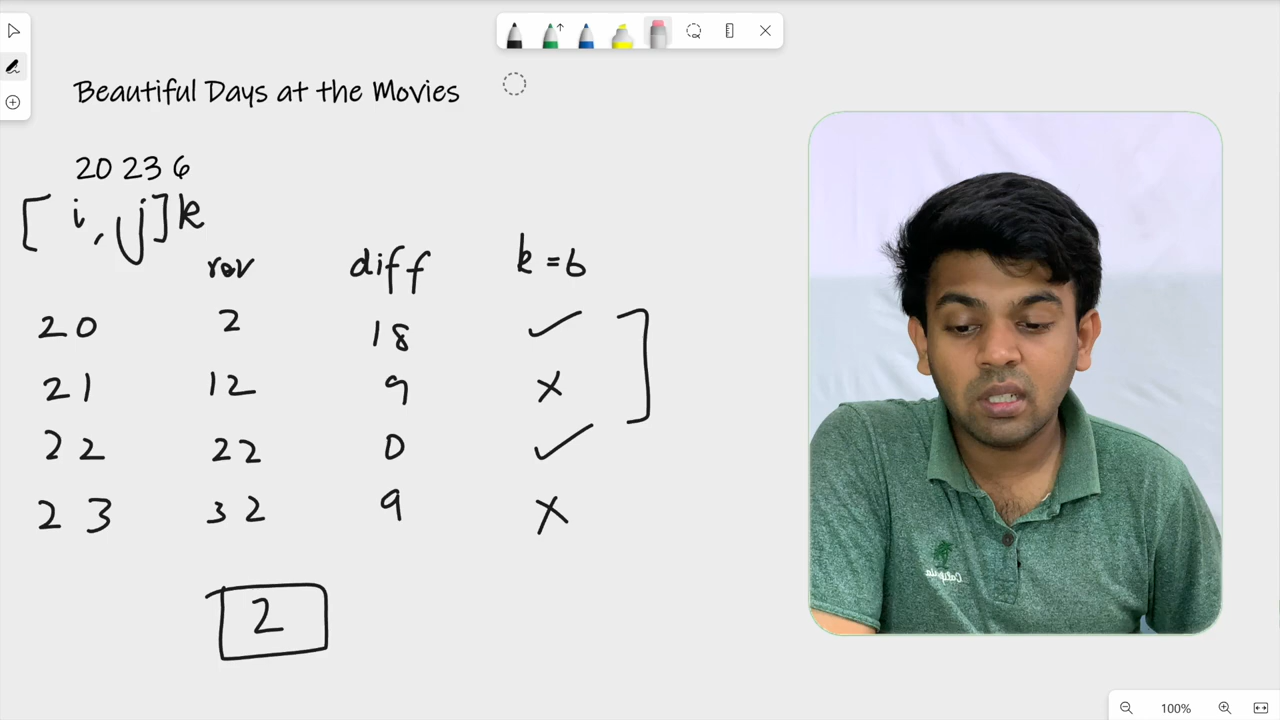 Beautiful Days at the Movies
20 23 6
[ i, j ] k
rev diff k = 6
20 2 18 ✓
21 12 9 X
22 22 0 ✓
23 32 9 X
2
100%